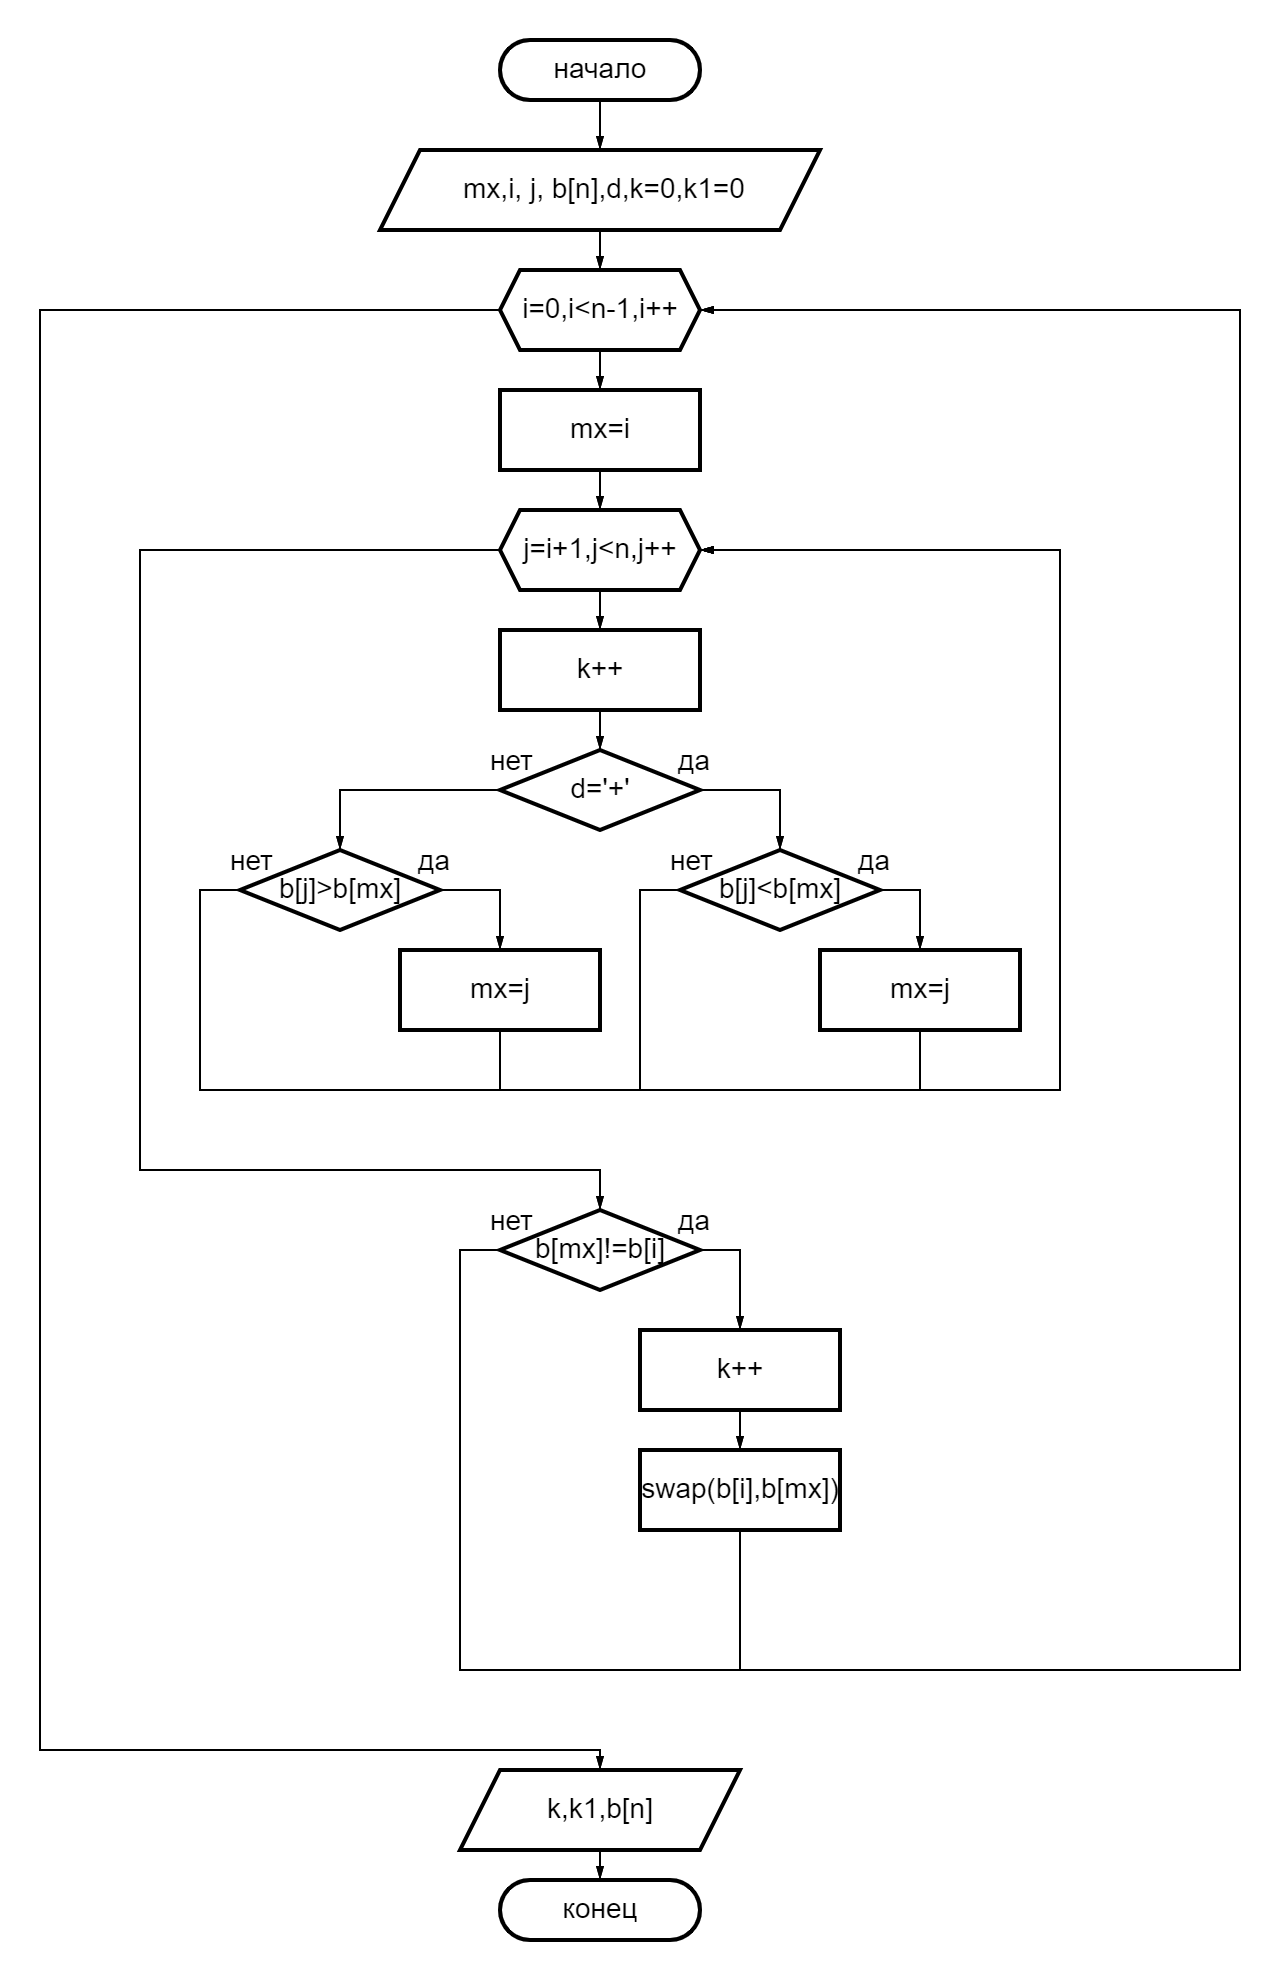 начало
mx,i, j, b[n],d,k=0,k1=0
i=0,i<n-1,i++
mx=i
j=i+1,j<n,j++
k++
нет
да
d='+'
нет
да
b[j]>b[mx]
нет
да
b[j]<b[mx]
mx=j
mx=j
нет
да
b[mx]!=b[i]
k++
swap(b[i],b[mx])
k,k1,b[n]
конец